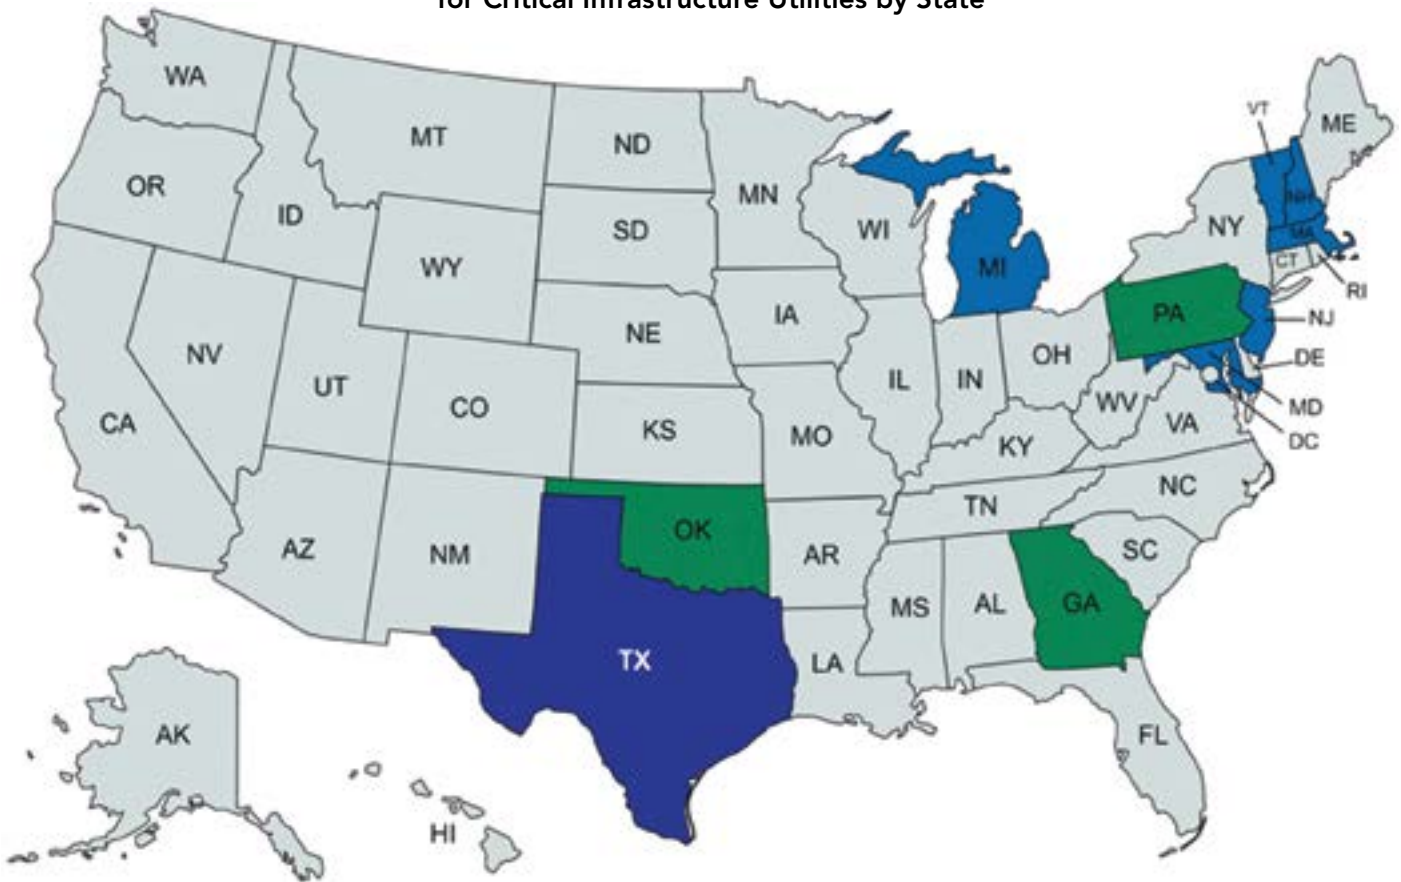 for Critical Infrastructure Utilities by State
WA
MT
ND
MN
VT
ME
OR
ID
SD
WI
NH
NY
MA
WY
MI
CT
RI
IA
PA
NJ
NV
NE
OH
DE
UT
IL
IN
CO
WV
MD
CA
KS
MO
VA
DC
KY
NC
TN
OK
AZ
NM
AR
SC
MS
AL
GA
TX
LA
AK
FL
HI